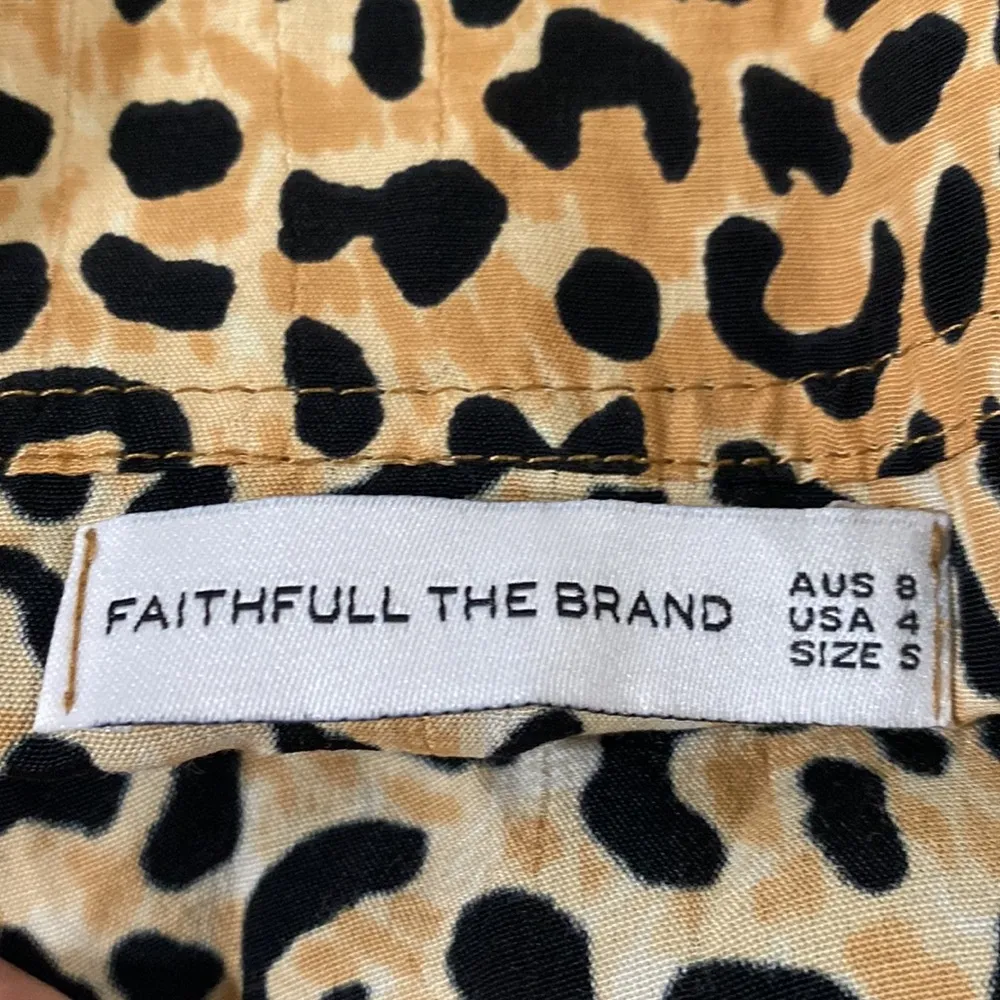 FAITHFULL THE BRAND
AUS 8
USA 4
SIZE S